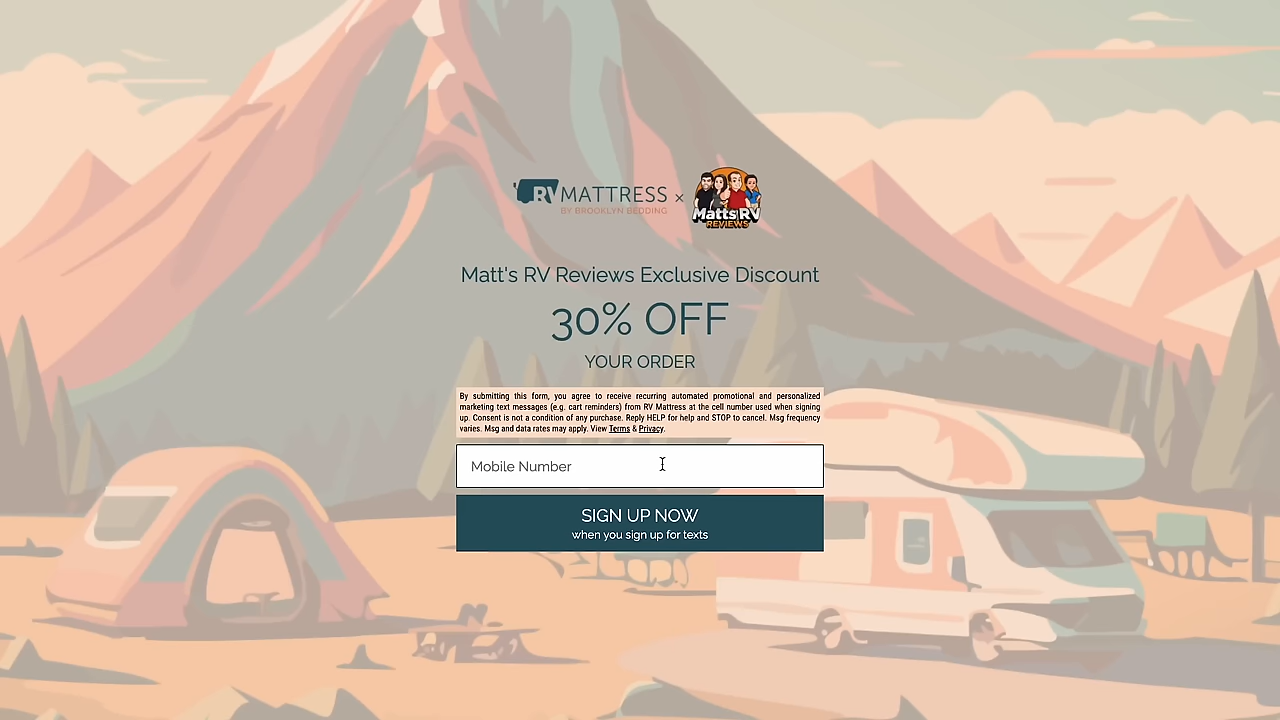 RV MATTRESS
BY BROOKLYN BEDDING
×
Matts RV
REVIEWS
Matt's RV Reviews Exclusive Discount
30% OFF
YOUR ORDER
By submitting this form, you agree to receive recurring automated promotional and personalized
marketing text messages (e.g. cart reminders) from RV Mattress at the cell number used when signing
up. Consent is not a condition of any purchase. Reply HELP for help and STOP to cancel. Msg frequency
varies. Msg and data rates may apply. View Terms & Privacy.
Mobile Number
SIGN UP NOW
when you sign up for texts